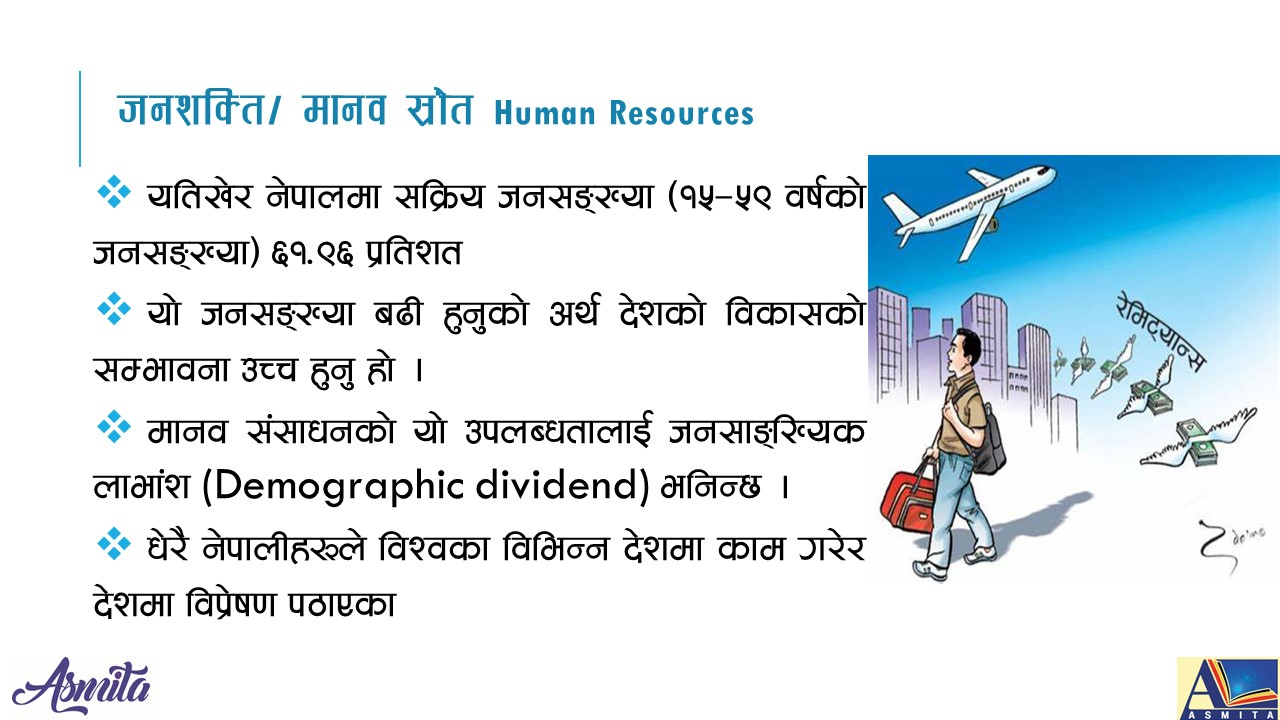 जनशक्ति/ मानव स्रोत Human Resources
❖ यतिखेर नेपालमा सक्रिय जनसङ्ख्या (१५–५९ वर्षको
जनसङ्ख्या) ६१.९६ प्रतिशत
❖ यो जनसङ्ख्या बढी हुनुको अर्थ देशको विकासको
सम्भावना उच्च हुनु हो ।
❖ मानव संसाधनको यो उपलब्धतालाई जनसाङ्ख्यिक
लाभांश (Demographic dividend) भनिन्छ ।
❖ धेरै नेपालीहरुले विश्वका विभिन्न देशमा काम गरेर
देशमा विप्रेषण पठाएका
रेमिट्यान्स
Asmita
ASMITA